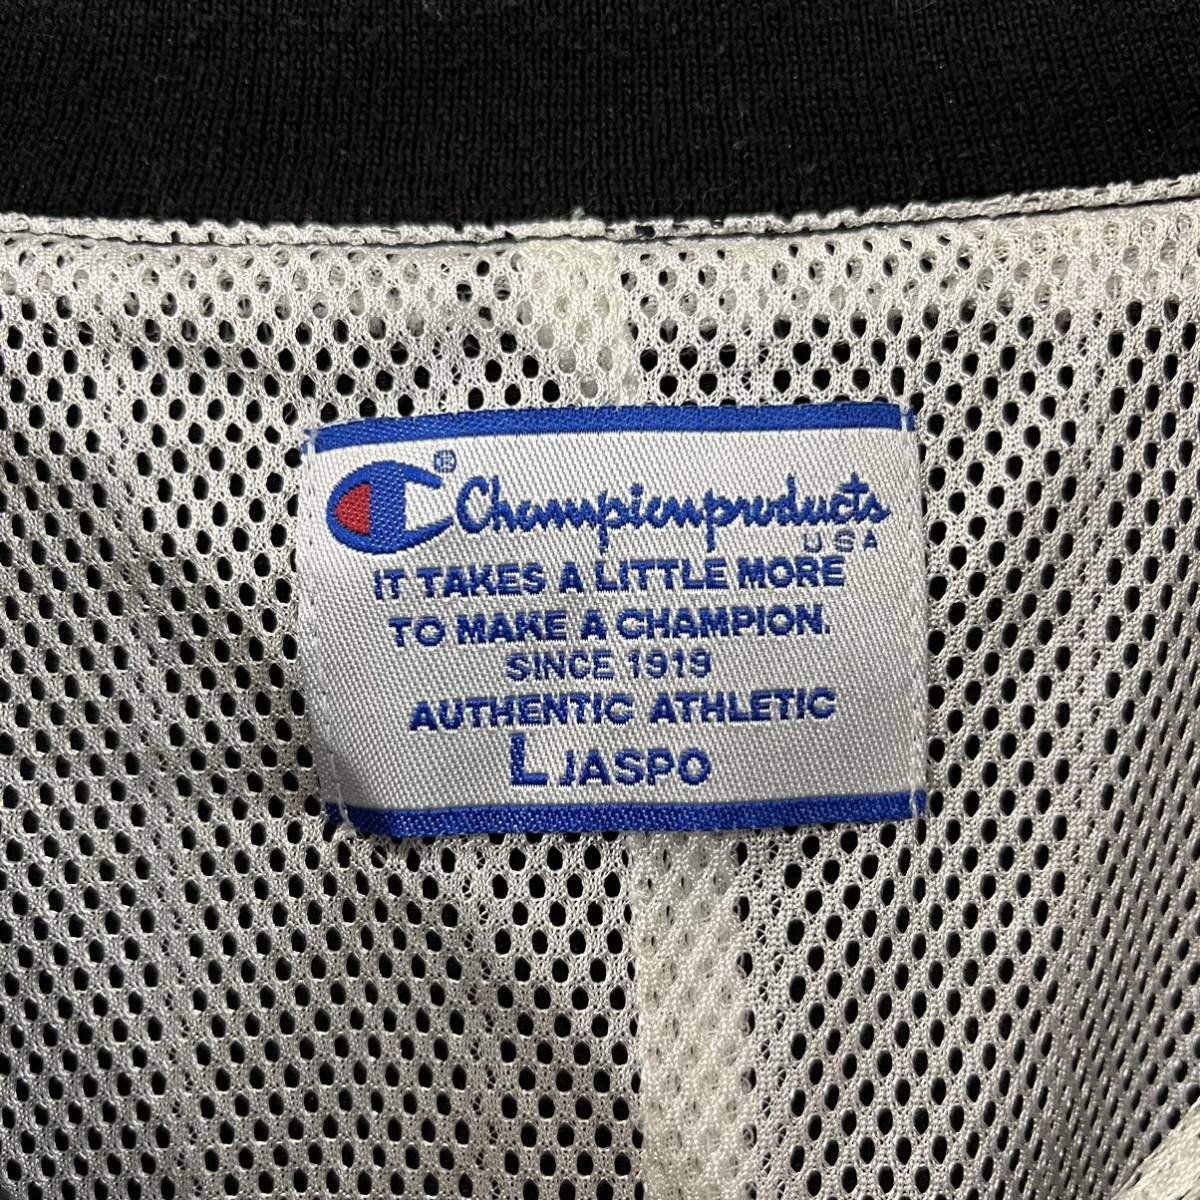 ® Championproducts
USA
IT TAKES A LITTLE MORE
TO MAKE A CHAMPION.
SINCE 1919
AUTHENTIC ATHLETIC
L JASPO